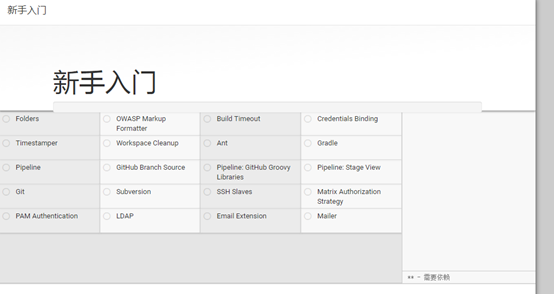 新手入门
新手入门
Folders
OWASP Markup
Formatter
Build Timeout
Credentials Binding
Timestamper
Workspace Cleanup
Ant
Gradle
Pipeline
GitHub Branch Source
Pipeline: GitHub Groovy
Libraries
Pipeline: Stage View
Git
Subversion
SSH Slaves
Matrix Authorization
Strategy
PAM Authentication
LDAP
Email Extension
Mailer
** - 需要依赖